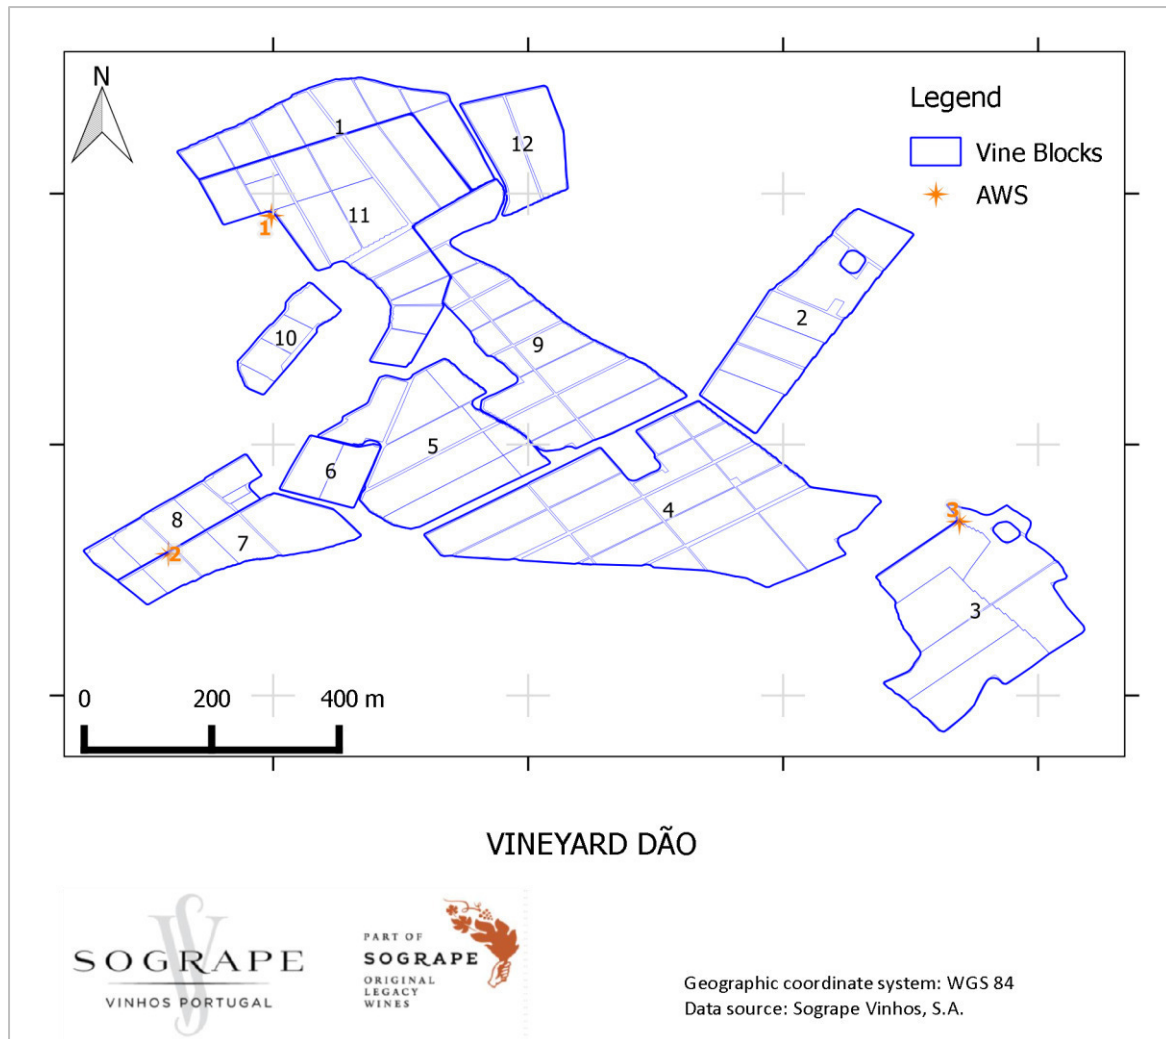 N
Legend
Vine Blocks
AWS
1
12
11
1
2
10
9
5
6
8
4
3
7
2
3
0 200 400 m
VINEYARD DÃO
SOGRAPE
VINHOS PORTUGAL
PART OF
SOGRAPE
ORIGINAL
LEGACY
WINES
Geographic coordinate system: WGS 84
Data source: Sogrape Vinhos, S.A.